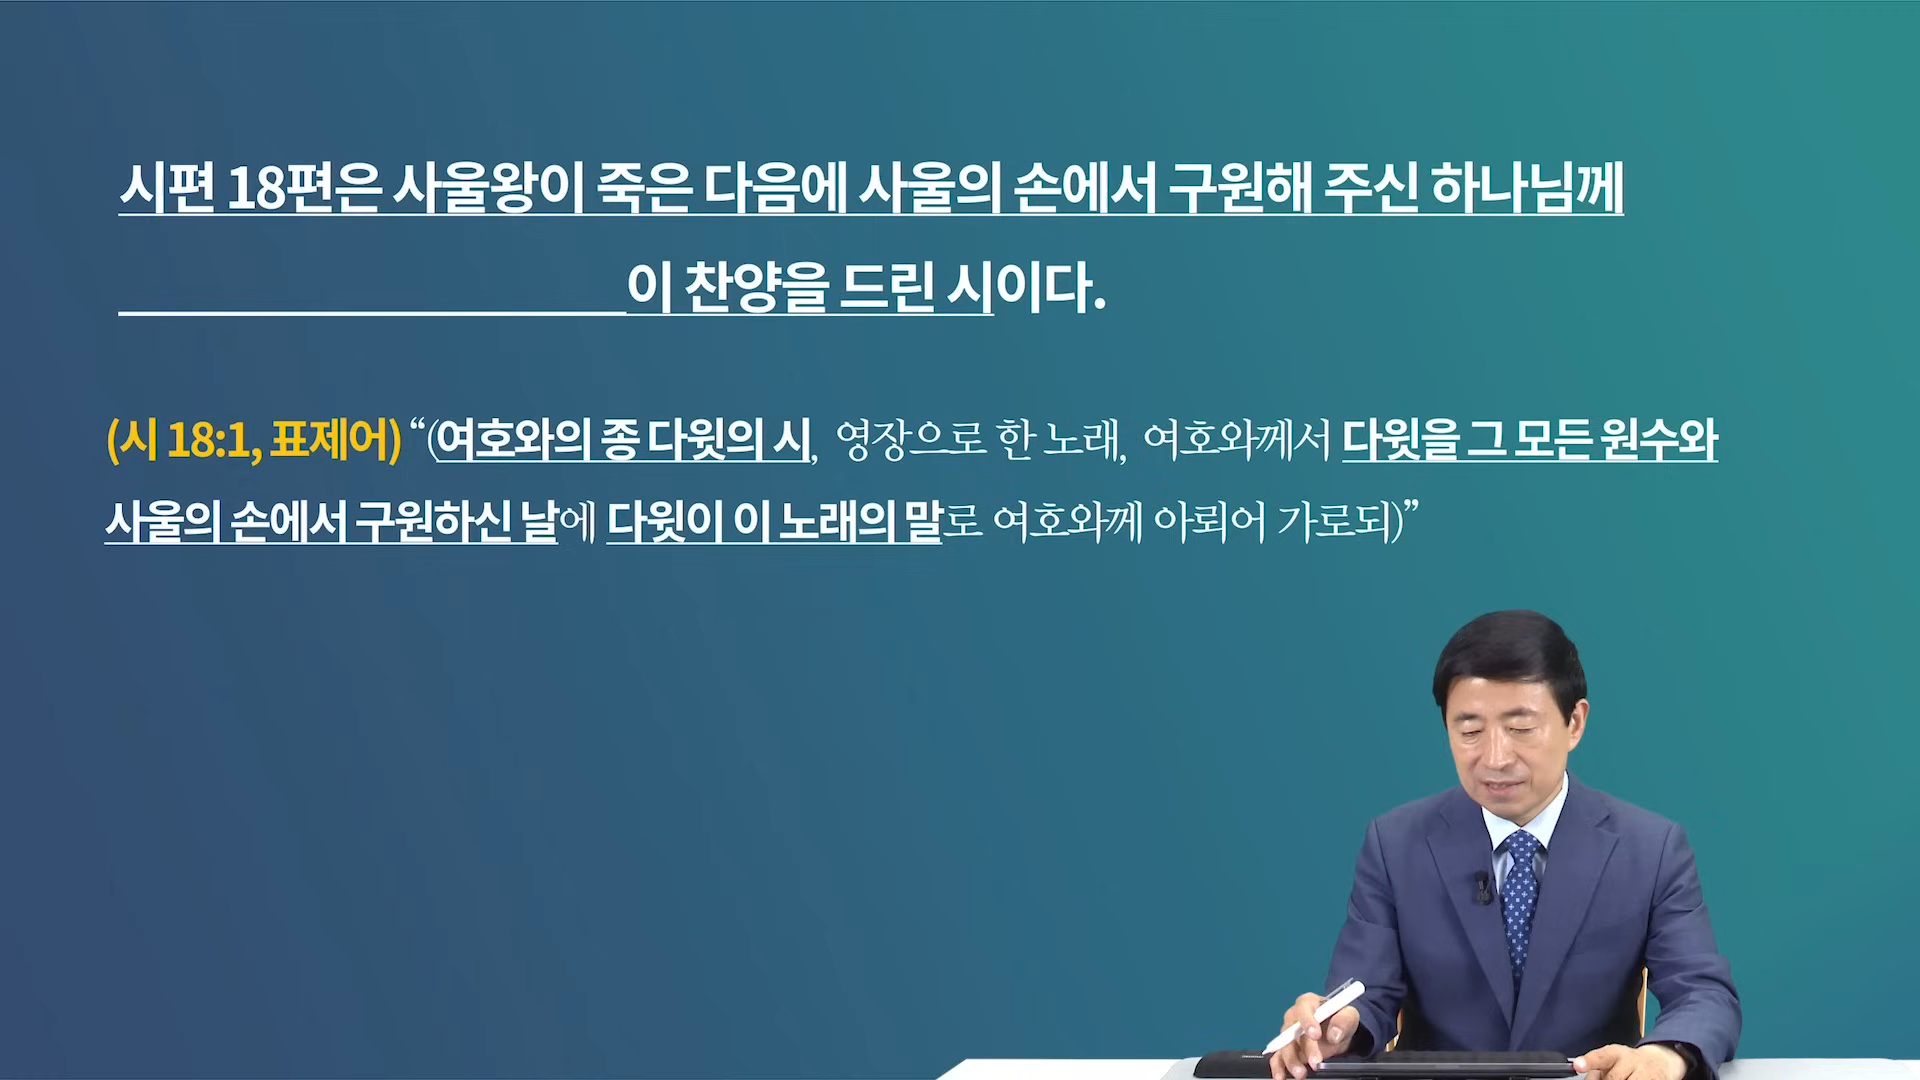 시편 18편은 사울왕이 죽은 다음에 사울의 손에서 구원해 주신 하나님께
이 찬양을 드린 시이다.
(시 18:1, 표제어) “(여호와의 종 다윗의 시, 영장으로 한 노래, 여호와께서 다윗을 그 모든 원수와
사울의 손에서 구원하신 날에 다윗이 이 노래의 말로 여호와께 아뢰어 가로되)”